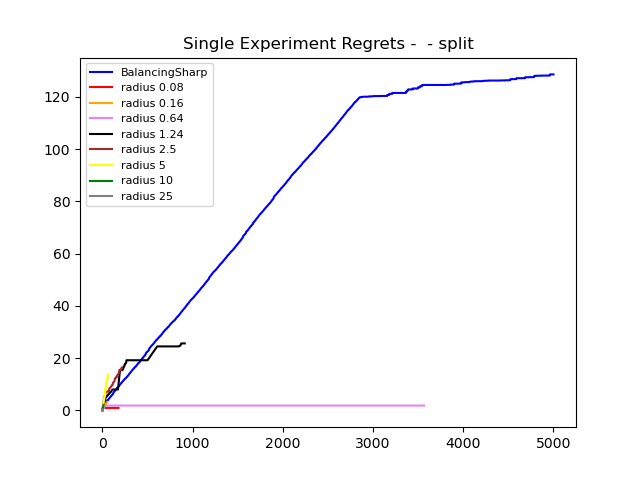 Single Experiment Regrets -  - split
BalancingSharp
radius 0.08
radius 0.16
radius 0.64
radius 1.24
radius 2.5
radius 5
radius 10
radius 25
120
100
80
60
40
20
0
0 1000 2000 3000 4000 5000